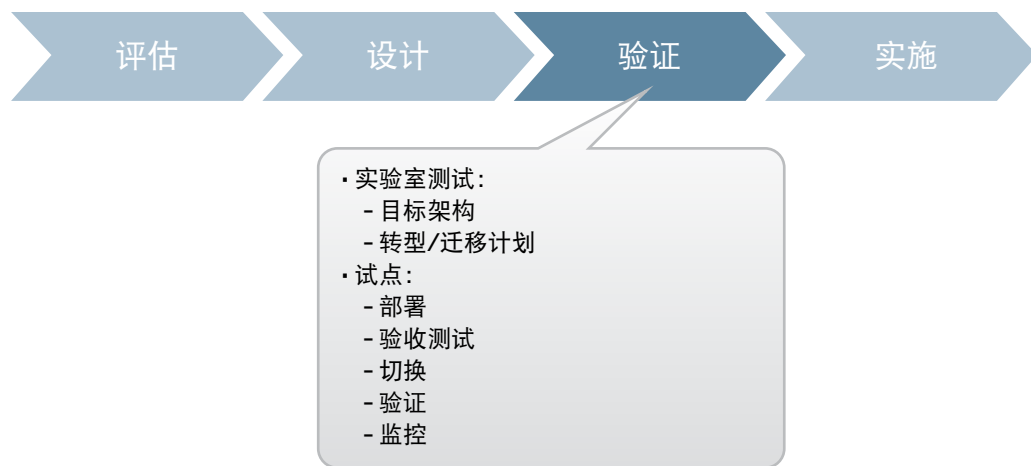 评估
设计
验证
实施
·实验室测试:
-目标架构
-转型/迁移计划
·试点:
-部署
-验收测试
-切换
-验证
-监控